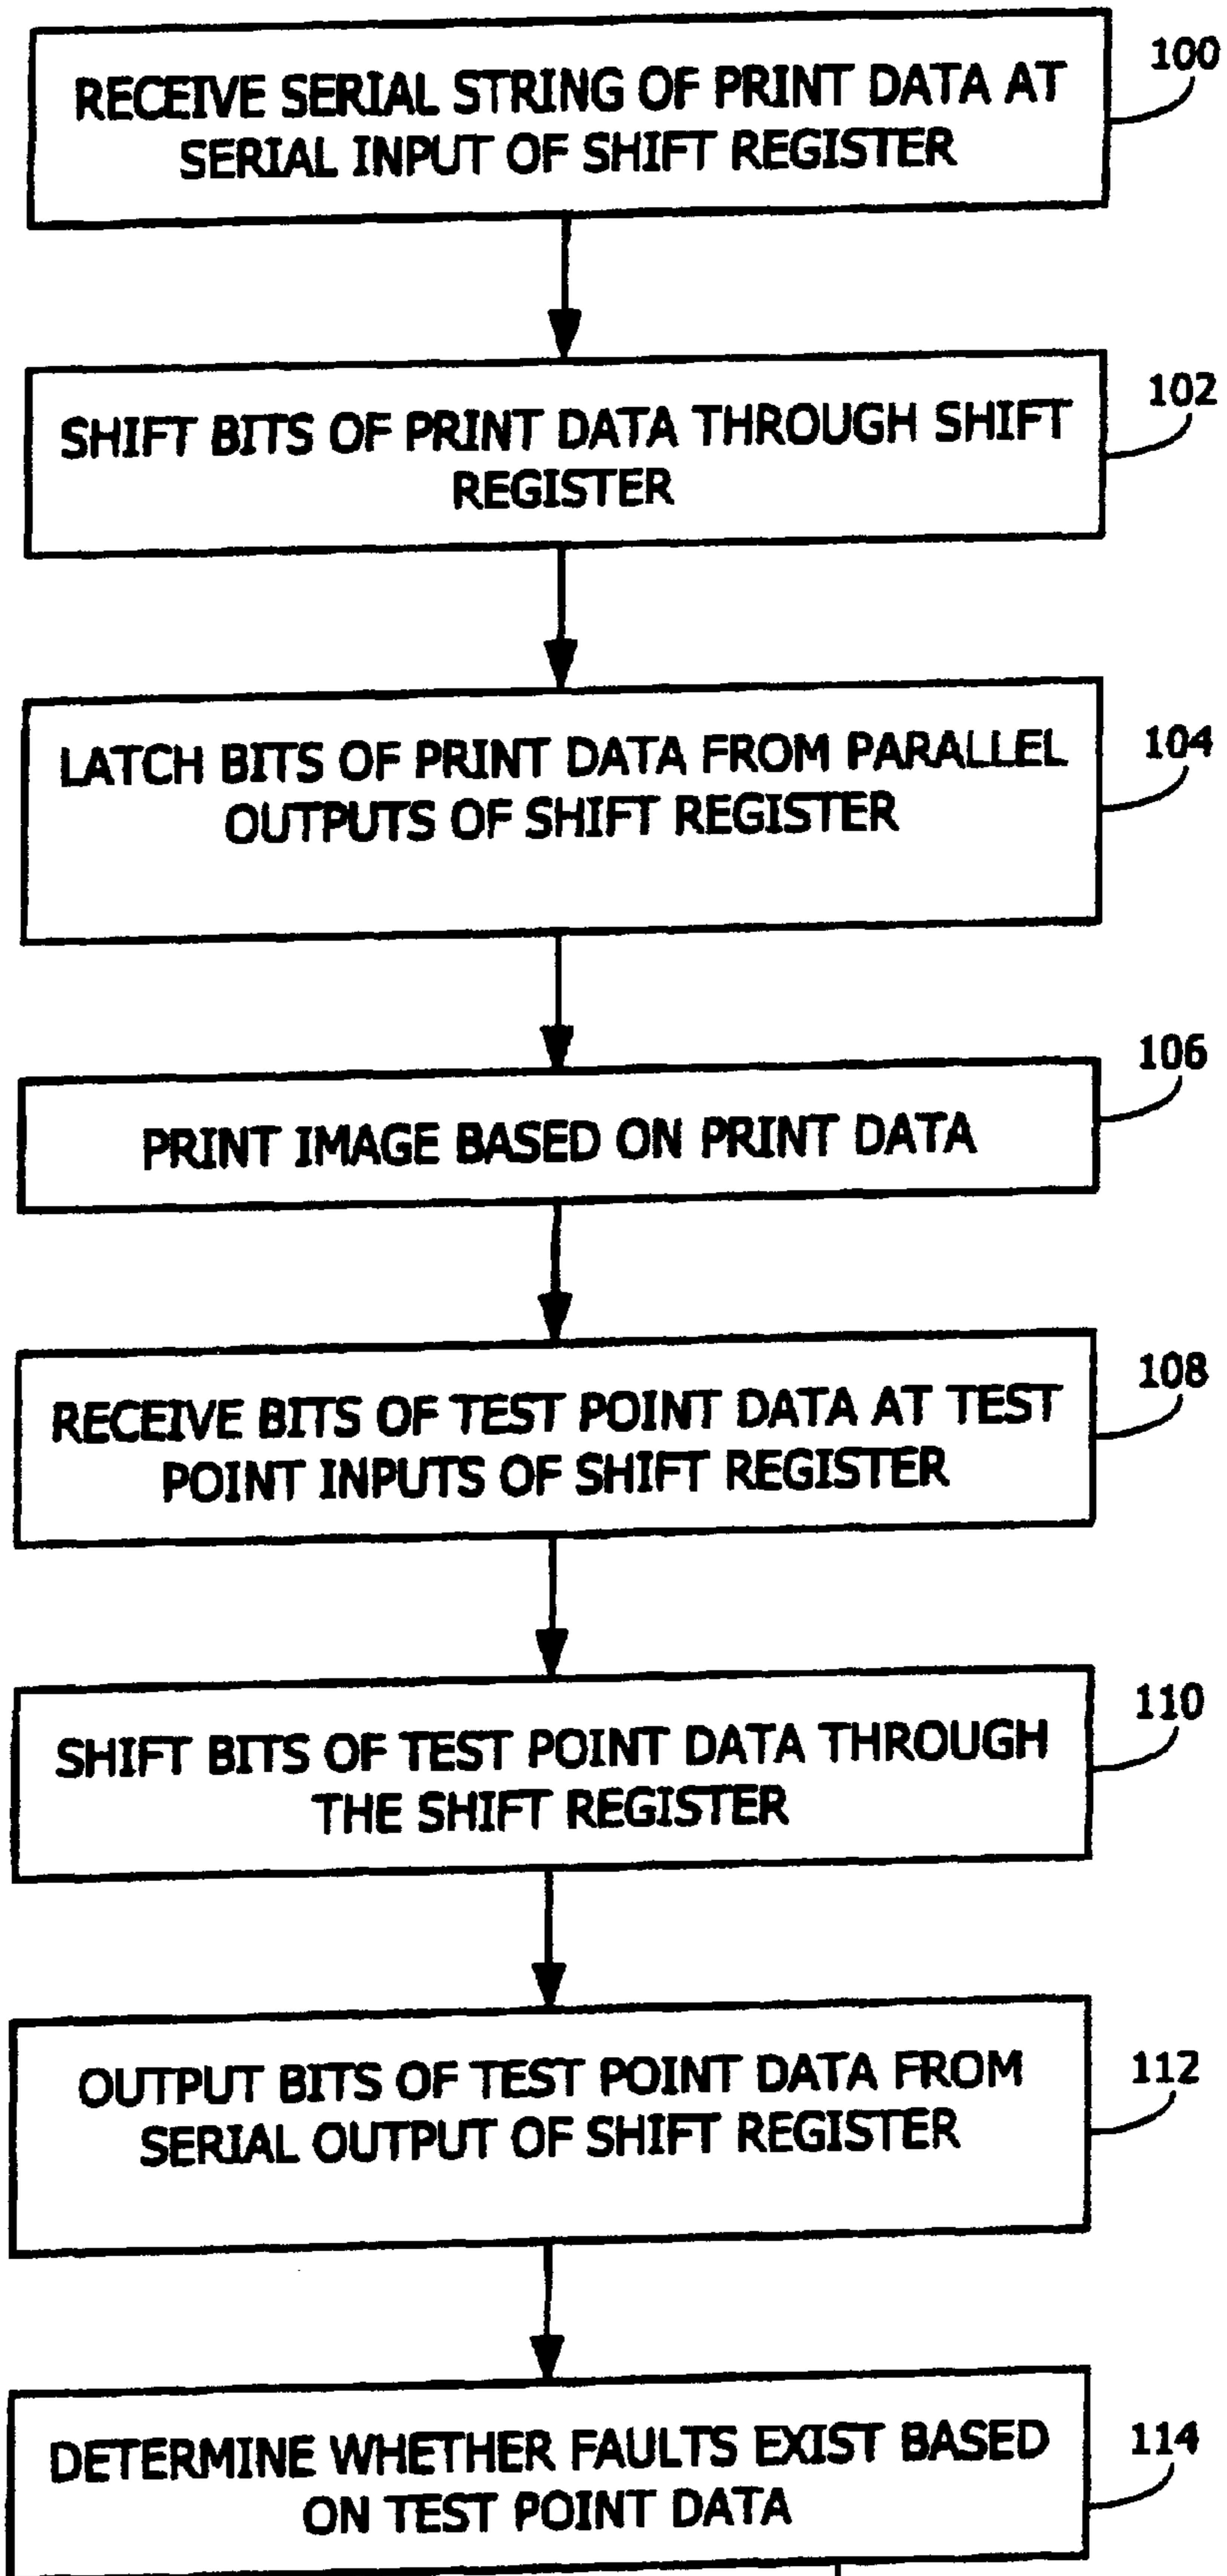 RECEIVE SERIAL STRING OF PRINT DATA AT
SERIAL INPUT OF SHIFT REGISTER
100
SHIFT BITS OF PRINT DATA THROUGH SHIFT
REGISTER
102
LATCH BITS OF PRINT DATA FROM PARALLEL
OUTPUTS OF SHIFT REGISTER
104
PRINT IMAGE BASED ON PRINT DATA
106
RECEIVE BITS OF TEST POINT DATA AT TEST
POINT INPUTS OF SHIFT REGISTER
108
SHIFT BITS OF TEST POINT DATA THROUGH
THE SHIFT REGISTER
110
OUTPUT BITS OF TEST POINT DATA FROM
SERIAL OUTPUT OF SHIFT REGISTER
112
DETERMINE WHETHER FAULTS EXIST BASED
ON TEST POINT DATA
114